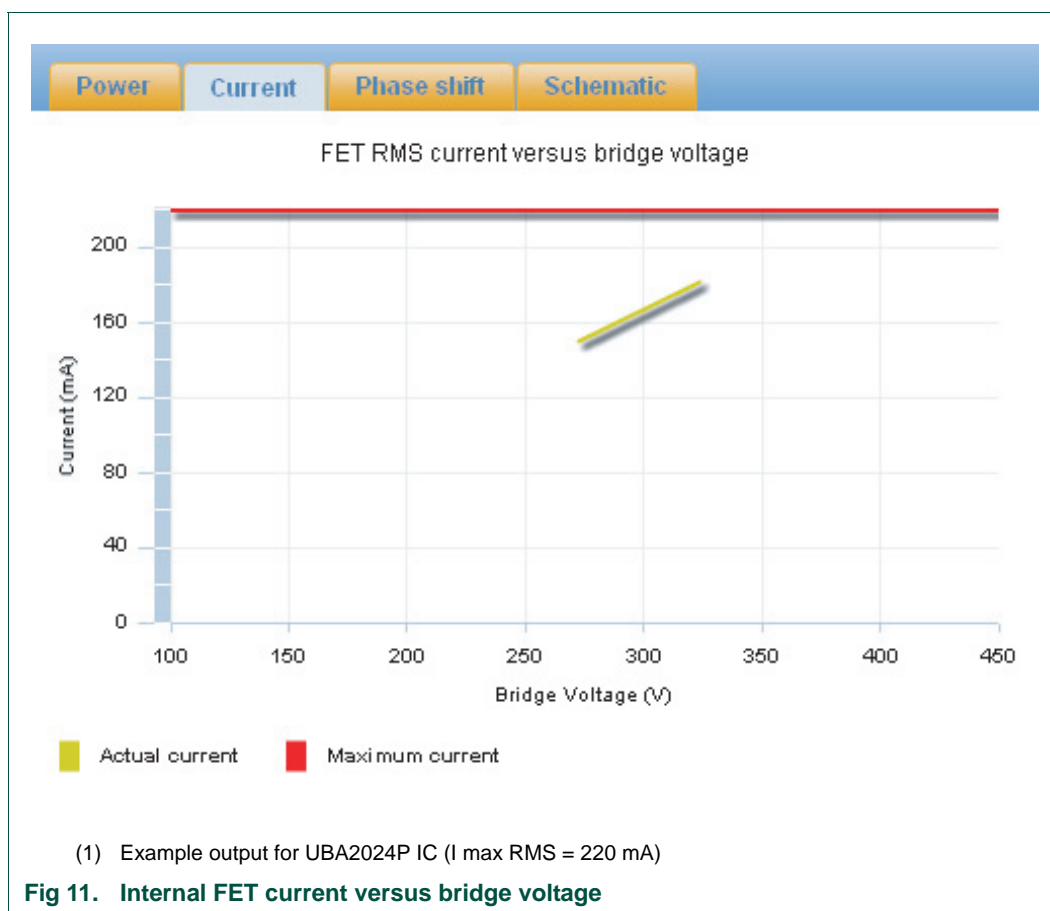 Power Current Phase shift Schematic
FET RMS current versus bridge voltage
200
160
120
80
40
0
Current (mA)
100 150 200 250 300 350 400 450
Bridge Voltage (V)
Actual current Maximum current
(1) Example output for UBA2024P IC (I max RMS = 220 mA)
Fig 11. Internal FET current versus bridge voltage